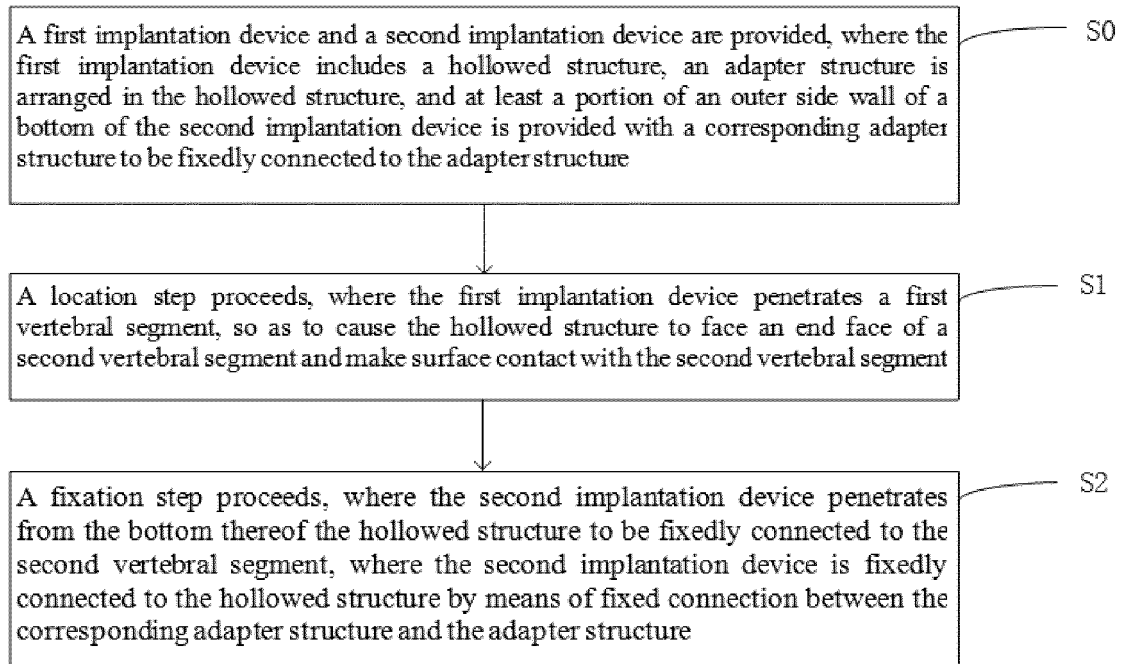 A first implantation device and a second implantation device are provided, where the
first implantation device includes a hollowed structure, an adapter structure is
arranged in the hollowed structure, and at least a portion of an outer side wall of a
bottom of the second implantation device is provided with a corresponding adapter
structure to be fixedly connected to the adapter structure
S0
A location step proceeds, where the first implantation device penetrates a first
vertebral segment, so as to cause the hollowed structure to face an end face of a
second vertebral segment and make surface contact with the second vertebral segment
S1
A fixation step proceeds, where the second implantation device penetrates
from the bottom thereof the hollowed structure to be fixedly connected to the
second vertebral segment, where the second implantation device is fixedly
connected to the hollowed structure by means of fixed connection between the
corresponding adapter structure and the adapter structure
S2